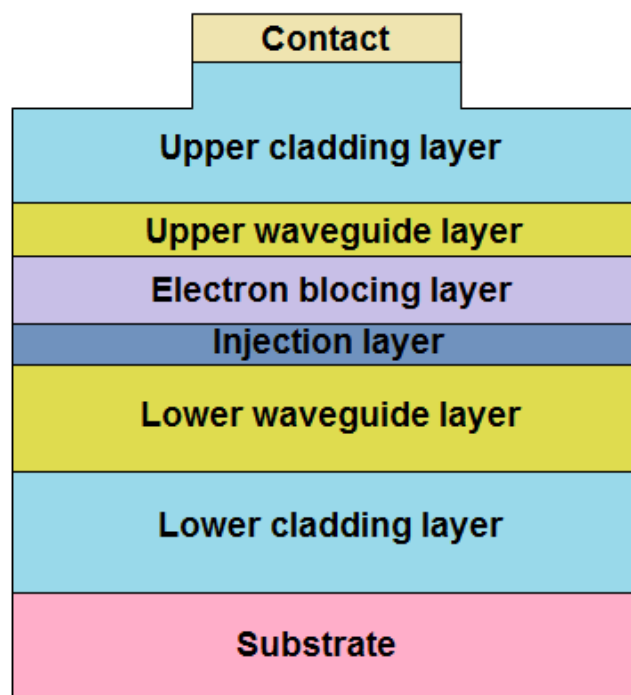 Contact
Upper cladding layer
Upper waveguide layer
Electron blocing layer
Injection layer
Lower waveguide layer
Lower cladding layer
Substrate